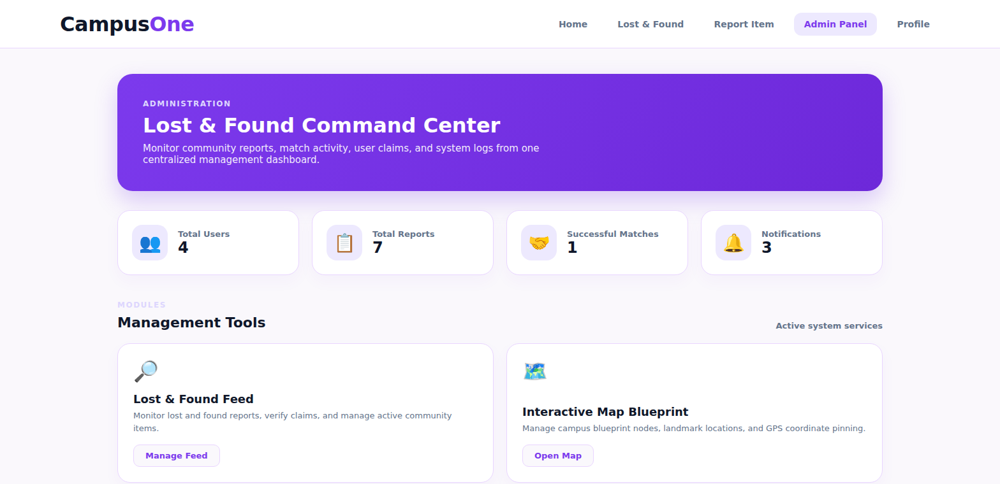 CampusOne
Home
Lost & Found
Report Item
Admin Panel
Profile
ADMINISTRATION
Lost & Found Command Center
Monitor community reports, match activity, user claims, and system logs from one
centralized management dashboard.
Total Users
4
Total Reports
7
Successful Matches
1
Notifications
3
MODULES
Management Tools
Active system services
Lost & Found Feed
Monitor lost and found reports, verify claims, and manage active community
items.
Manage Feed
Interactive Map Blueprint
Manage campus blueprint nodes, landmark locations, and GPS coordinate pinning.
Open Map